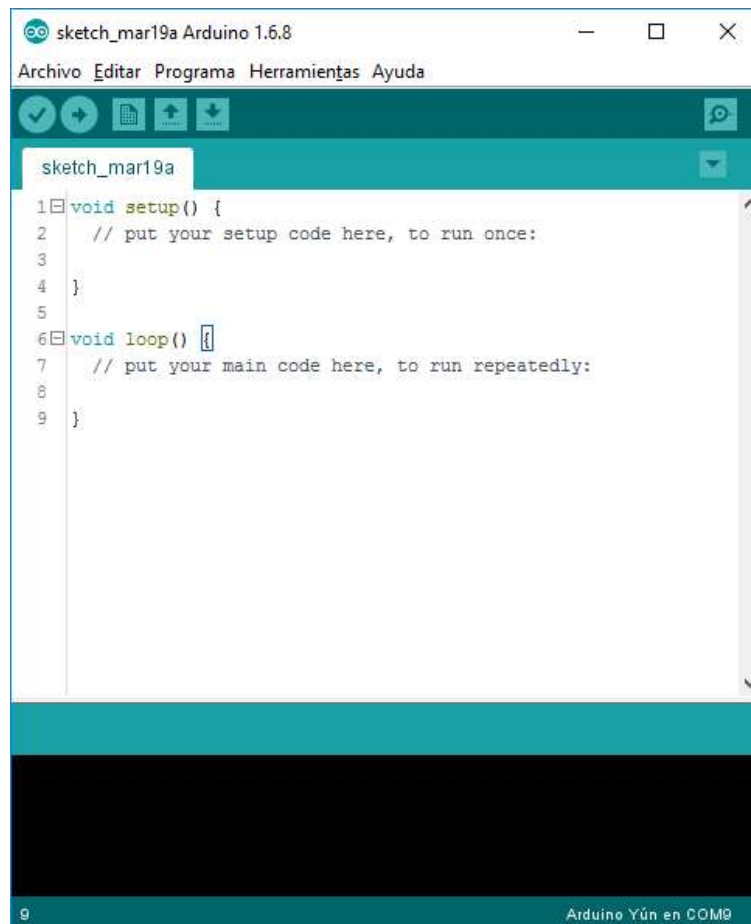 sketch_mar19a Arduino 1.6.8
Archivo Editar Programa Herramientas Ayuda
sketch_mar19a
1 void setup() {
2 // put your setup code here, to run once:
3
4 }
5
6 void loop() {
7 // put your main code here, to run repeatedly:
8
9 }
9 Arduino Yún en COM9